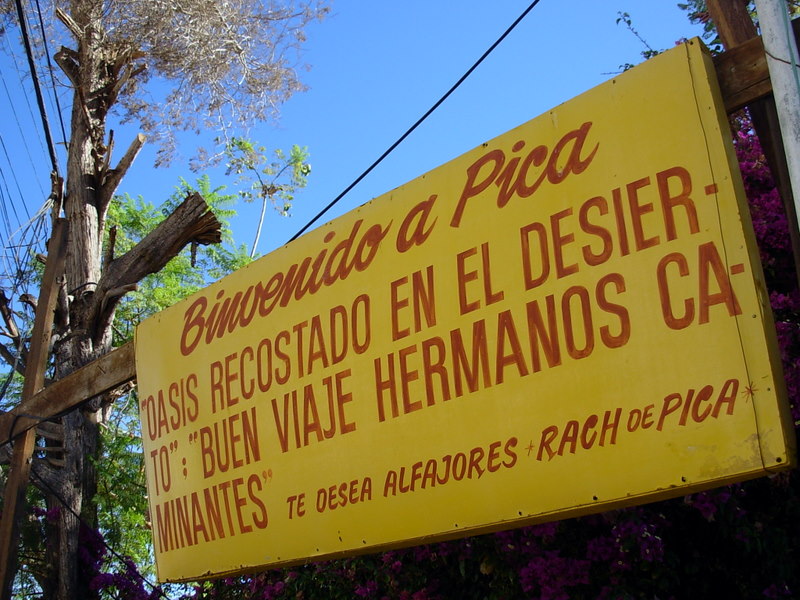 Binvenido a Pica
"OASIS RECOSTADO EN EL DESIER-
TO":"BUEN VIAJE HERMANOS CA-
MINANTES" TE DESEA ALFAJORES *RACH DE PICA*